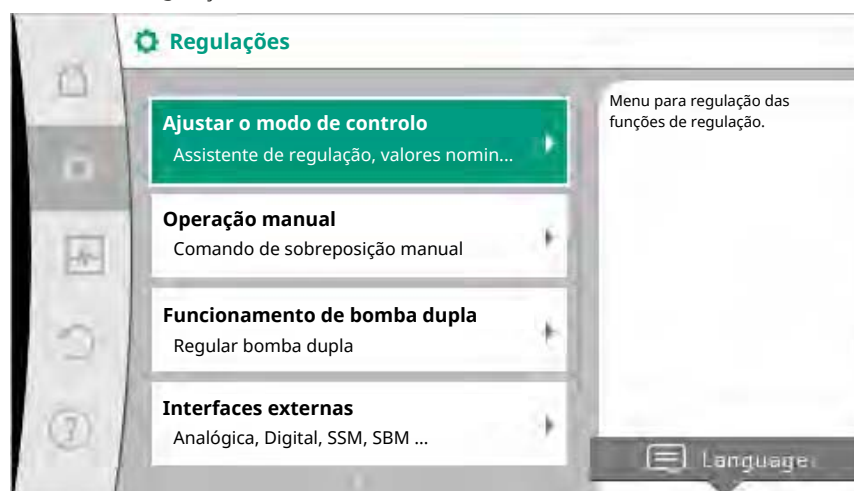 Regulações
Ajustar o modo de controlo
Assistente de regulação, valores nomin...
Menu para regulação das
funções de regulação.
Operação manual
Comando de sobreposição manual
Funcionamento de bomba dupla
Regular bomba dupla
Interfaces externas
Analógica, Digital, SSM, SBM ...
Language